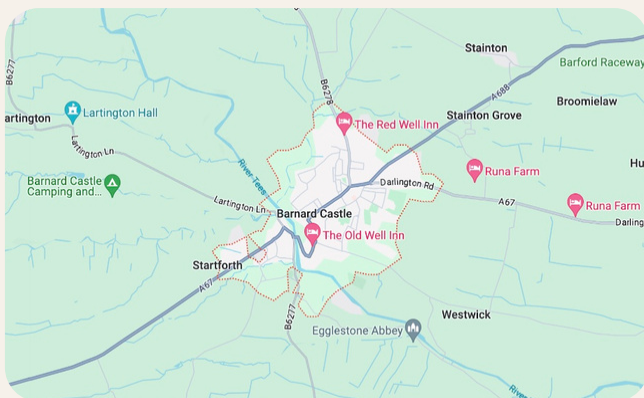 Stainton
B6277
Barford Raceway
A688
B6278
Broomielaw
Lartington Hall
artington
The Red Well Inn
Stainton Grove
Lartington Ln
Hu
Runa Farm
River Tees
Darlington Rd
Barnard Castle
Camping and...
Lartington Ln
A67
Runa Farm
Barnard Castle
Darling
The Old Well Inn
Startforth
A67
B6277
Westwick
Egglestone Abbey
River